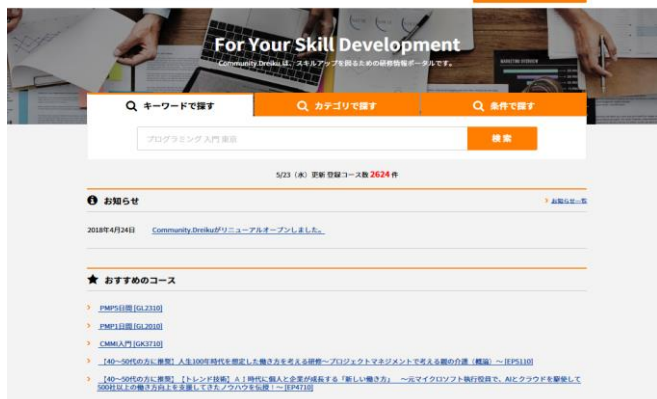 For Your Skill Development
Community.Dreikuは、スキルアップを図るための研修情報ポータルです。
MARKETING OVERVIEW
キーワードで探す
カテゴリで探す
条件で探す
プログラミング 入門 東京
検索
5/23（水）更新 登録コース数 2624 件
お知らせ
お知らせ一覧
2018年4月24日 Community.Dreikuがリニューアルオープンしました。
おすすめのコース
PMP5日間 [GL2310]
PMP1日間 [GL2010]
CMMI入門 [GK3710]
【40～50代の方に推奨】人生100年時代を想定した働き方を考える研修～プロジェクトマネジメントで考える親の介護（概論）～ [EP5110]
【40～50代の方に推奨】【トレンド技術】ＡＩ時代に個人と企業が成長する「新しい働き方」 ～元マイクロソフト執行役員で、AIとクラウドを駆使して
500社以上の働き方向上を支援してきたノウハウを伝授！～ [EP4710]